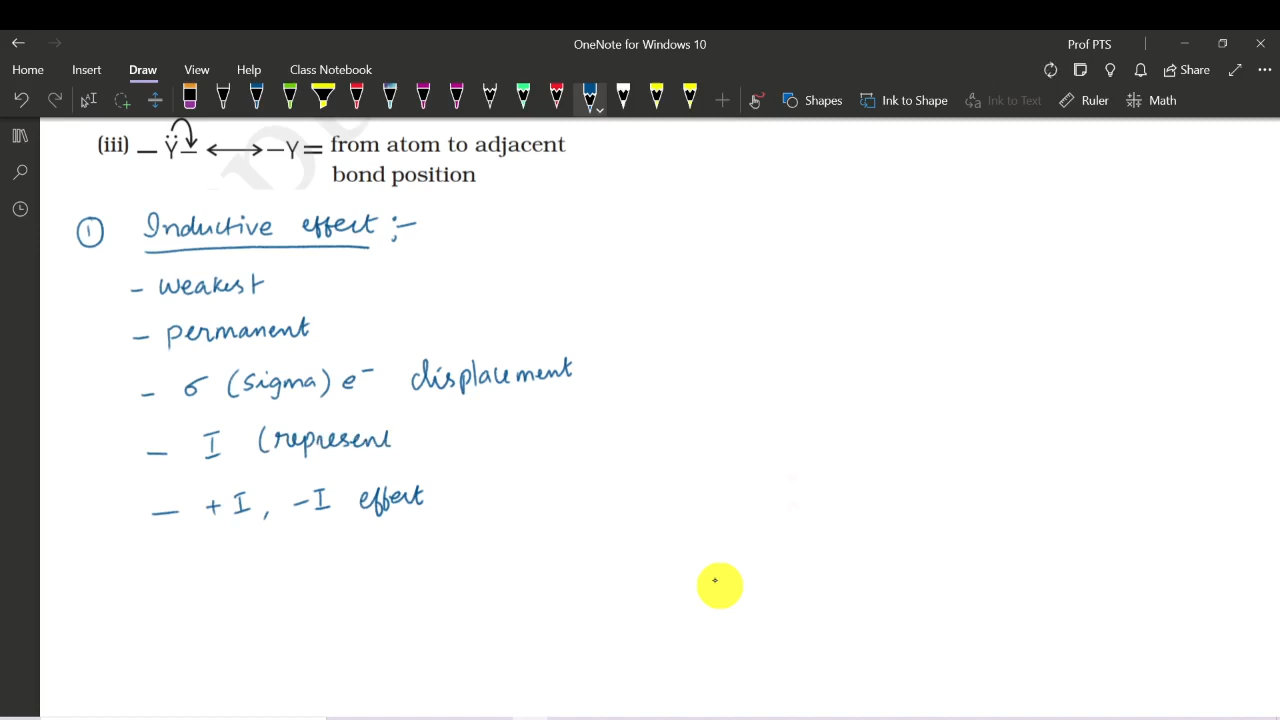 OneNote for Windows 10
Prof PTS
Home Insert Draw View Help Class Notebook
Share
Shapes Ink to Shape Ink to Text Ruler Math
(iii) – Ÿ – ⟷ –Y = from atom to adjacent
bond position
① Inductive effect :-
- weakest
- permanent
- σ (sigma) e⁻ displacement
- I (represent
- +I, -I effect